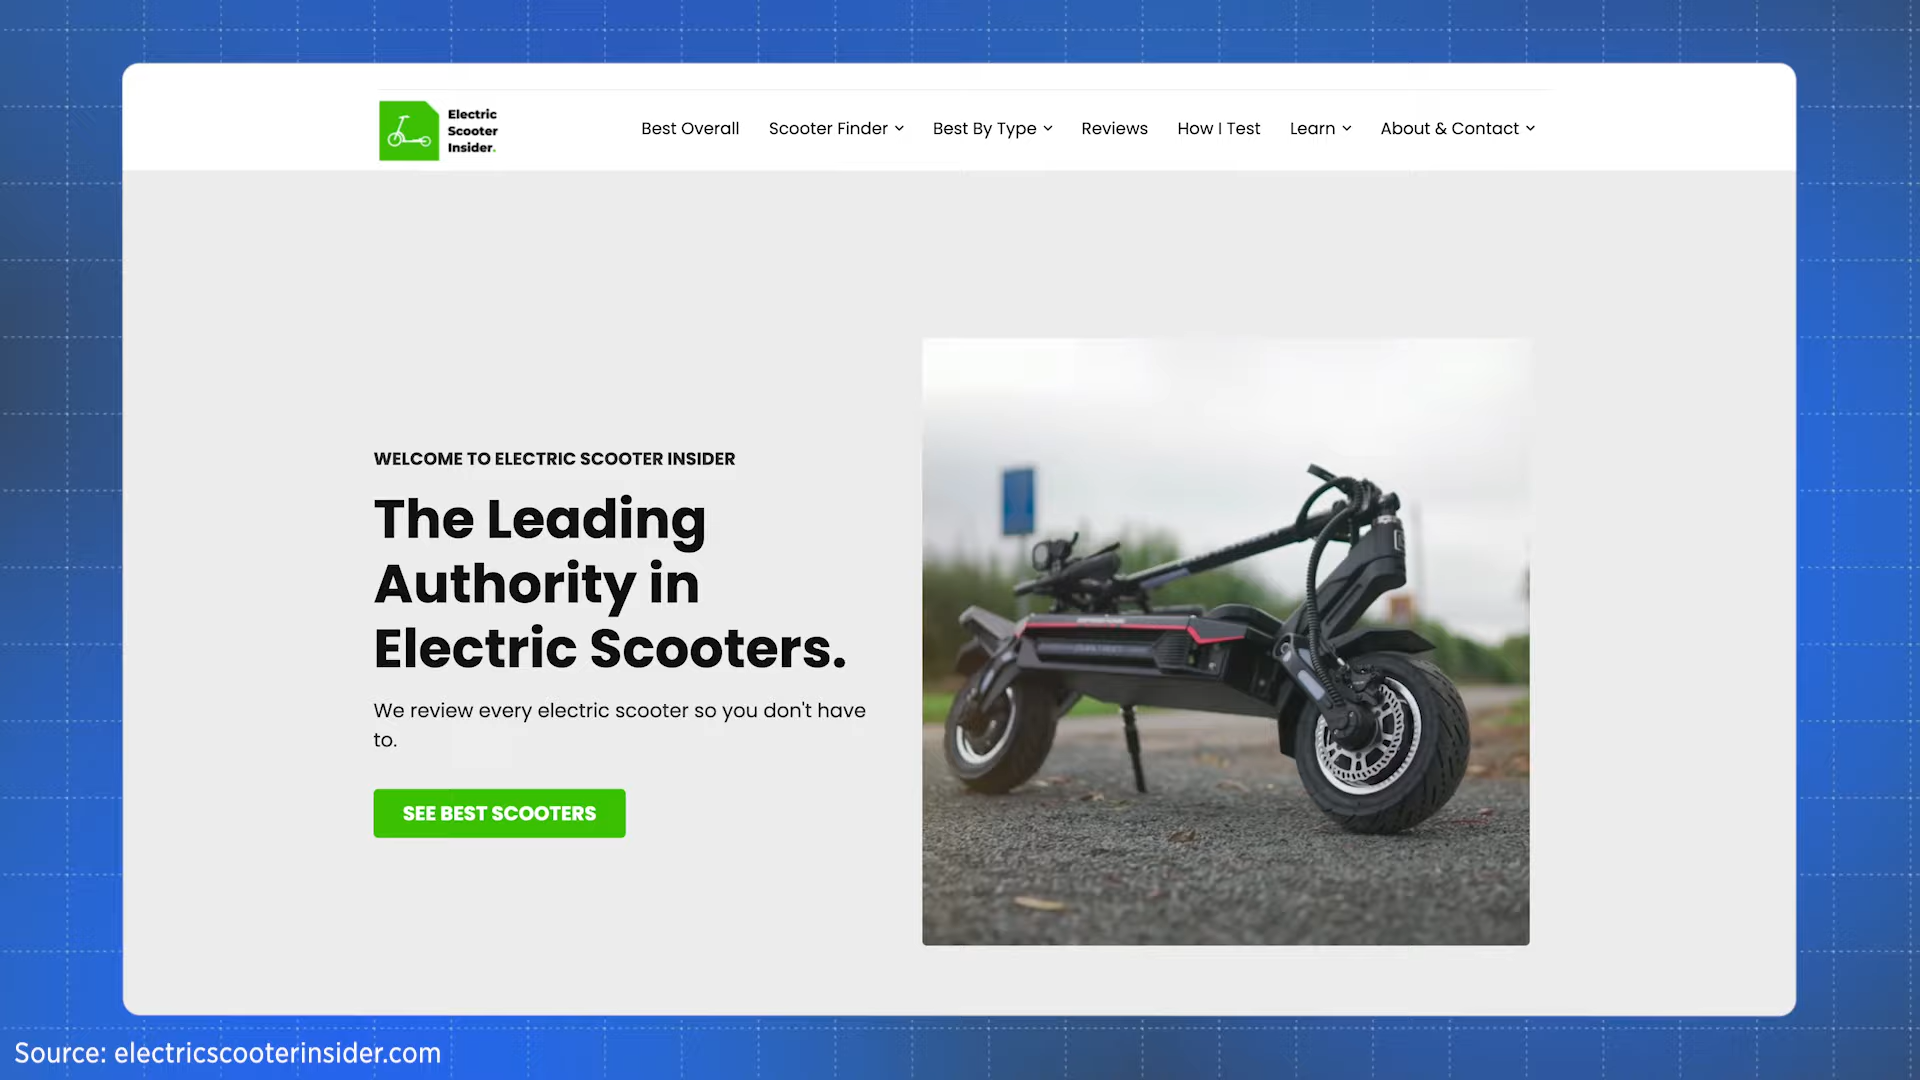 Electric
Scooter
Insider.
Best Overall
Scooter Finder
Best By Type
Reviews
How I Test
Learn
About & Contact
WELCOME TO ELECTRIC SCOOTER INSIDER
The Leading
Authority in
Electric Scooters.
We review every electric scooter so you don't have
to.
SEE BEST SCOOTERS
Source: electricscooterinsider.com